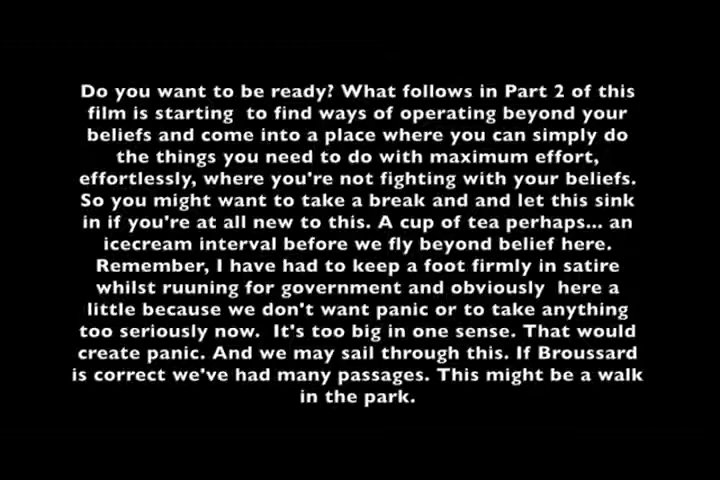 Do you want to be ready? What follows in Part 2 of this
film is starting  to find ways of operating beyond your
beliefs and come into a place where you can simply do
the things you need to do with maximum effort,
effortlessly, where you're not fighting with your beliefs.
So you might want to take a break and and let this sink
in if you're at all new to this. A cup of tea perhaps... an
icecream interval before we fly beyond belief here.
Remember, I have had to keep a foot firmly in satire
whilst ruuning for government and obviously  here a
little because we don't want panic or to take anything
too seriously now.  It's too big in one sense. That would
create panic. And we may sail through this. If Broussard
is correct we've had many passages. This might be a walk
in the park.